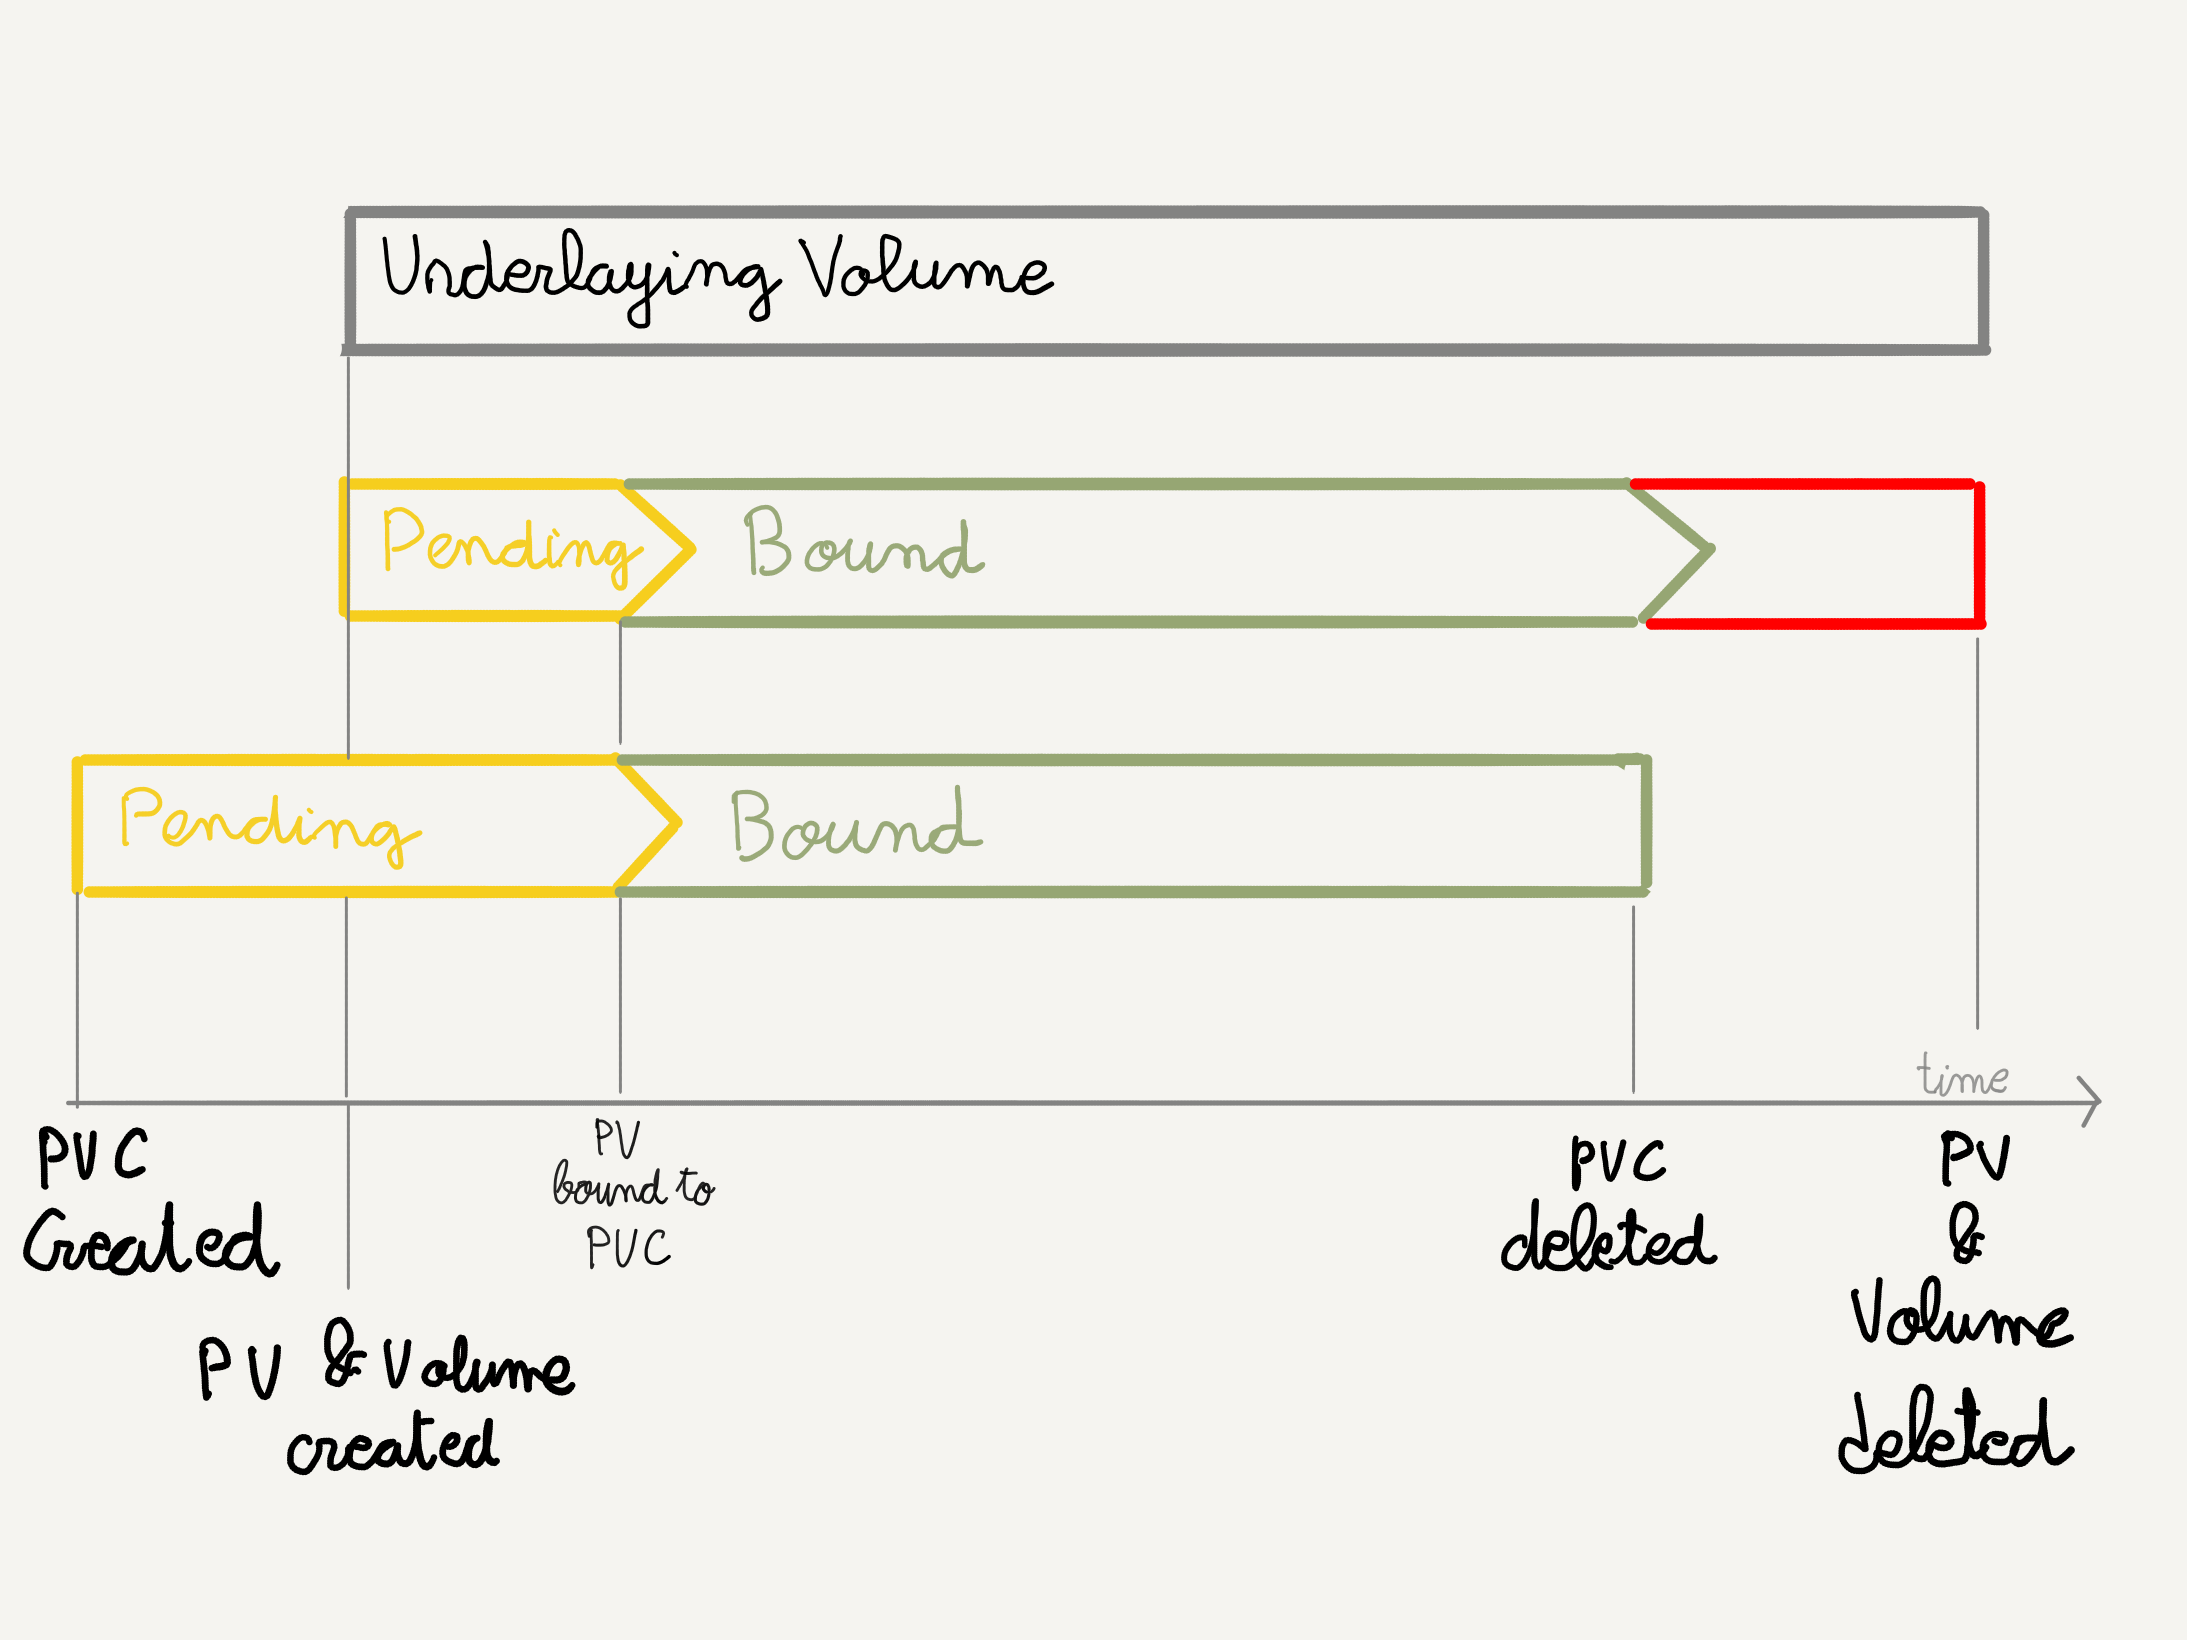 Underlaying Volume
Pending Bound
Pending Bound
time
PVC
Created
PV & Volume
created
PV
bound to
PVC
PVC
deleted
PV
&
Volume
deleted